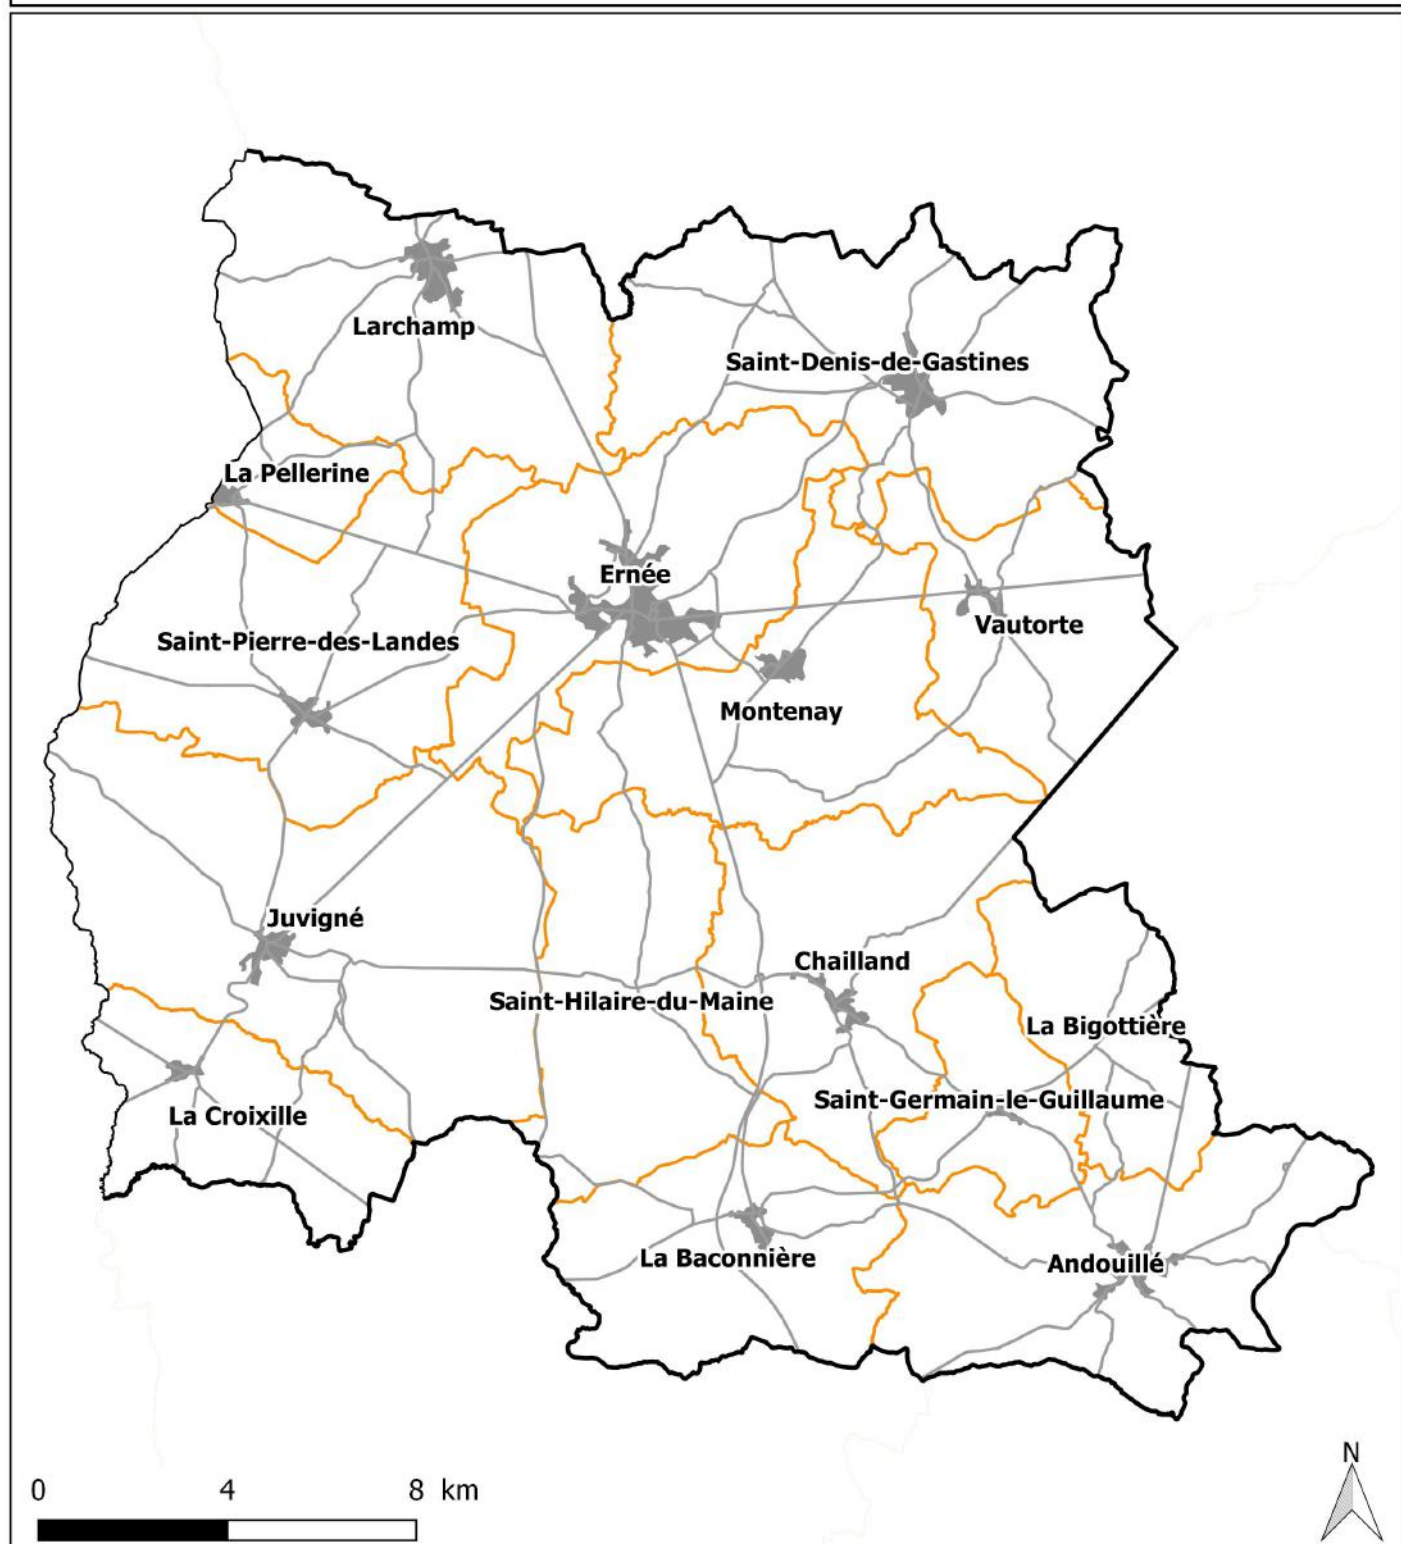 Larchamp
Saint-Denis-de-Gastines
La Pellerine
Ernée
Vautorte
Saint-Pierre-des-Landes
Montenay
Juvigné
Chailland
Saint-Hilaire-du-Maine
La Bigottière
Saint-Germain-le-Guillaume
La Croixille
La Baconnière
Andouillé
N
0 4 8 km